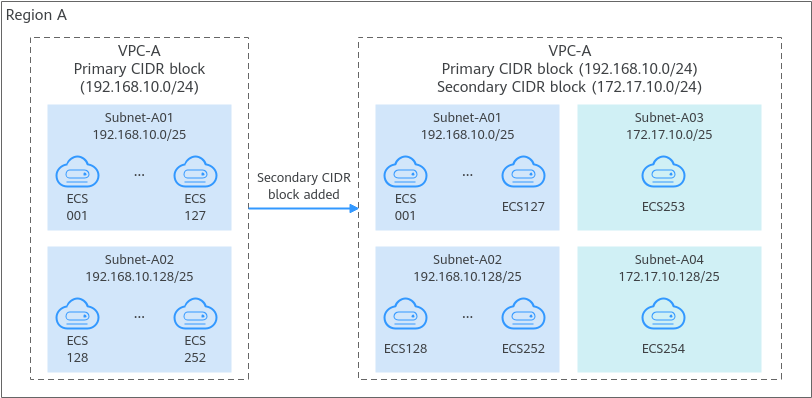 Region A
VPC-A
Primary CIDR block
(192.168.10.0/24)
Subnet-A01
192.168.10.0/25
...
ECS
001
ECS
127
Subnet-A02
192.168.10.128/25
...
ECS
128
ECS
252
Secondary CIDR
block added
VPC-A
Primary CIDR block (192.168.10.0/24)
Secondary CIDR block (172.17.10.0/24)
Subnet-A01
192.168.10.0/25
...
ECS
001
ECS127
Subnet-A03
172.17.10.0/25
ECS253
Subnet-A02
192.168.10.128/25
...
ECS128
ECS252
Subnet-A04
172.17.10.128/25
ECS254